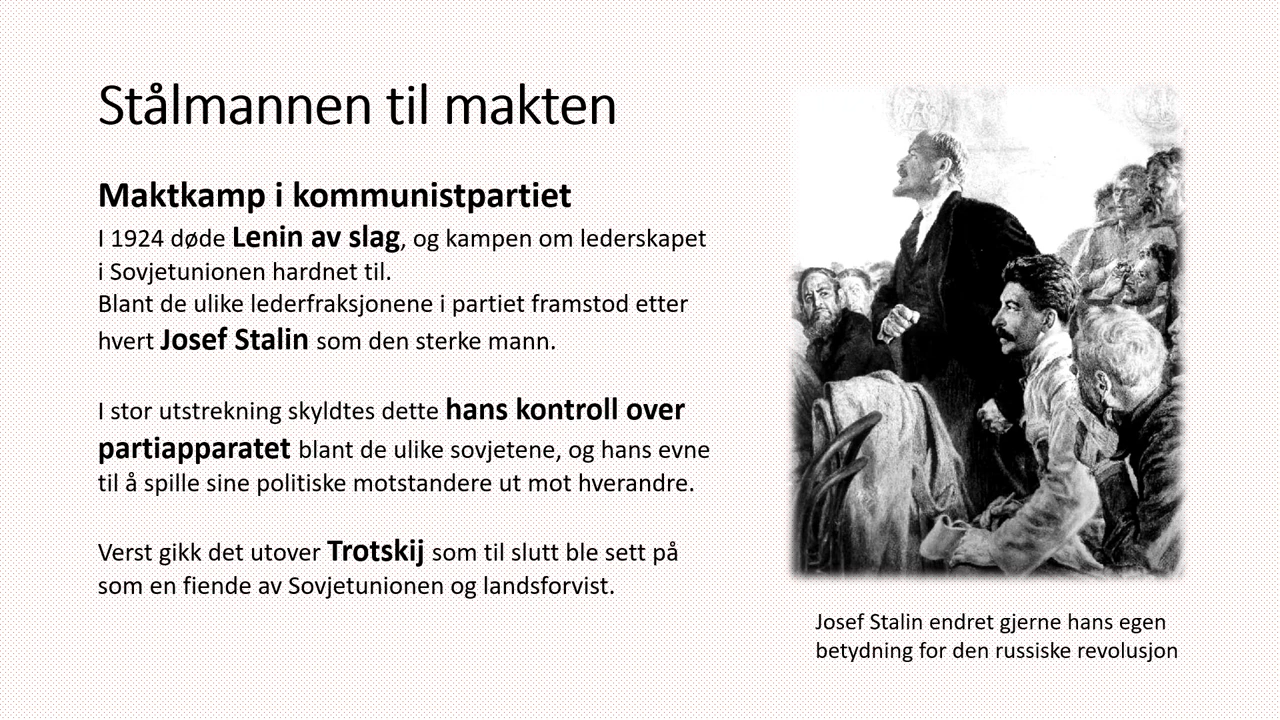 Stålmannen til makten
Maktkamp i kommunistpartiet
I 1924 døde Lenin av slag, og kampen om lederskapet
i Sovjetunionen hardnet til.
Blant de ulike lederfraksjonene i partiet framstod etter
hvert Josef Stalin som den sterke mann.
I stor utstrekning skyldtes dette hans kontroll over
partiapparatet blant de ulike sovjetene, og hans evne
til å spille sine politiske motstandere ut mot hverandre.
Verst gikk det utover Trotskij som til slutt ble sett på
som en fiende av Sovjetunionen og landsforvist.
Josef Stalin endret gjerne hans egen
betydning for den russiske revolusjon